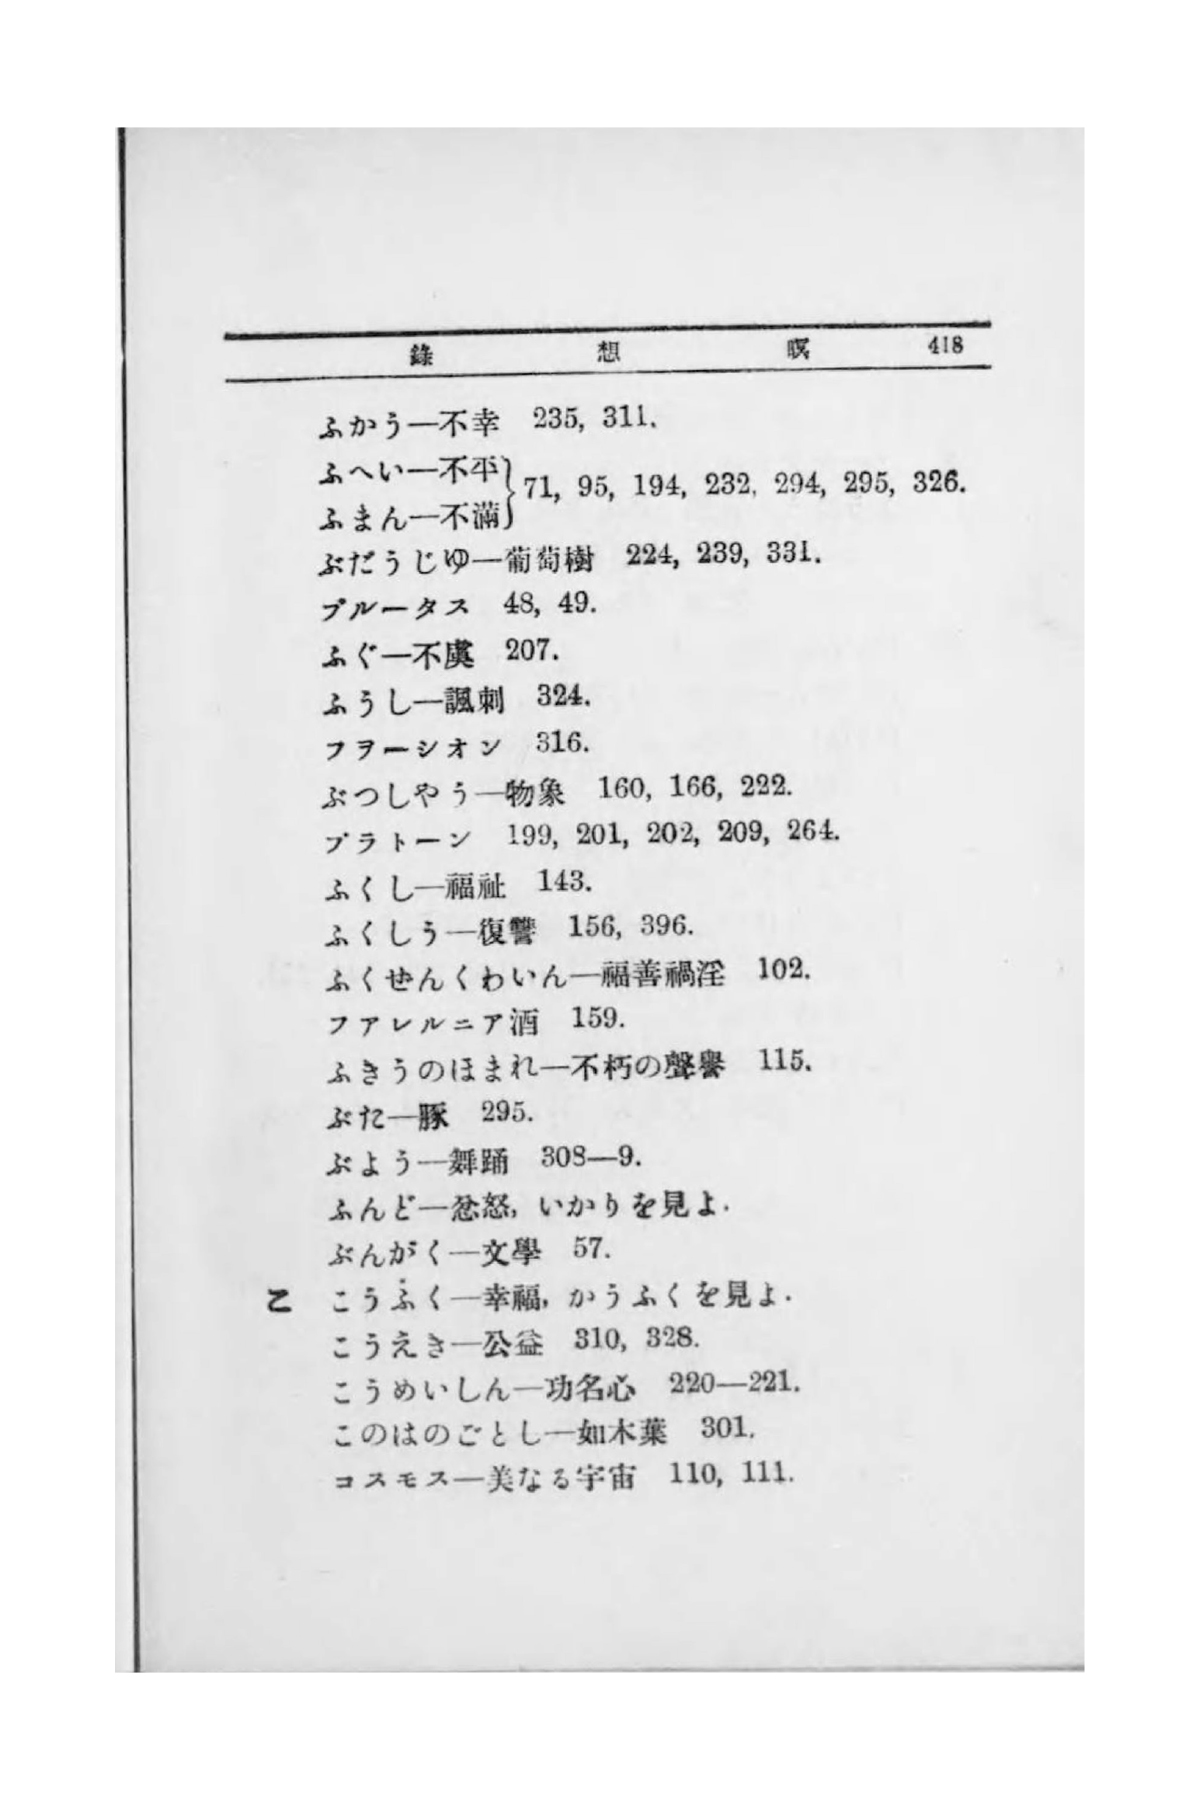 錄 想 瞑 418
ふかう—不幸 235, 311.
ふへい—不平
ふまん—不滿} 71, 95, 194, 232, 294, 295, 326.
ぶだうじゆ—葡萄樹 224, 239, 331.
ブルータス 48, 49.
ふぐ—不虞 207.
ふうし—諷刺 324.
フヲーシオン 316.
ぶつしやう—物象 160, 166, 222.
プラトーン 199, 201, 202, 209, 264.
ふくし—福祉 143.
ふくしう—復讐 156, 396.
ふくせんくわいん—福善禍淫 102.
フアレルニア酒 159.
ふきうのほまれ—不朽の聲譽 115.
ぶた—豚 295.
ぶよう—舞踊 308—9.
ふんど—忿怒, いかりを見よ.
ぶんがく—文學 57.
こ こうふく—幸福, かうふくを見よ.
こうえき—公益 310, 328.
こうめいしん—功名心 220—221.
このはのごとし—如木葉 301.
コスモス—美なる宇宙 110, 111.